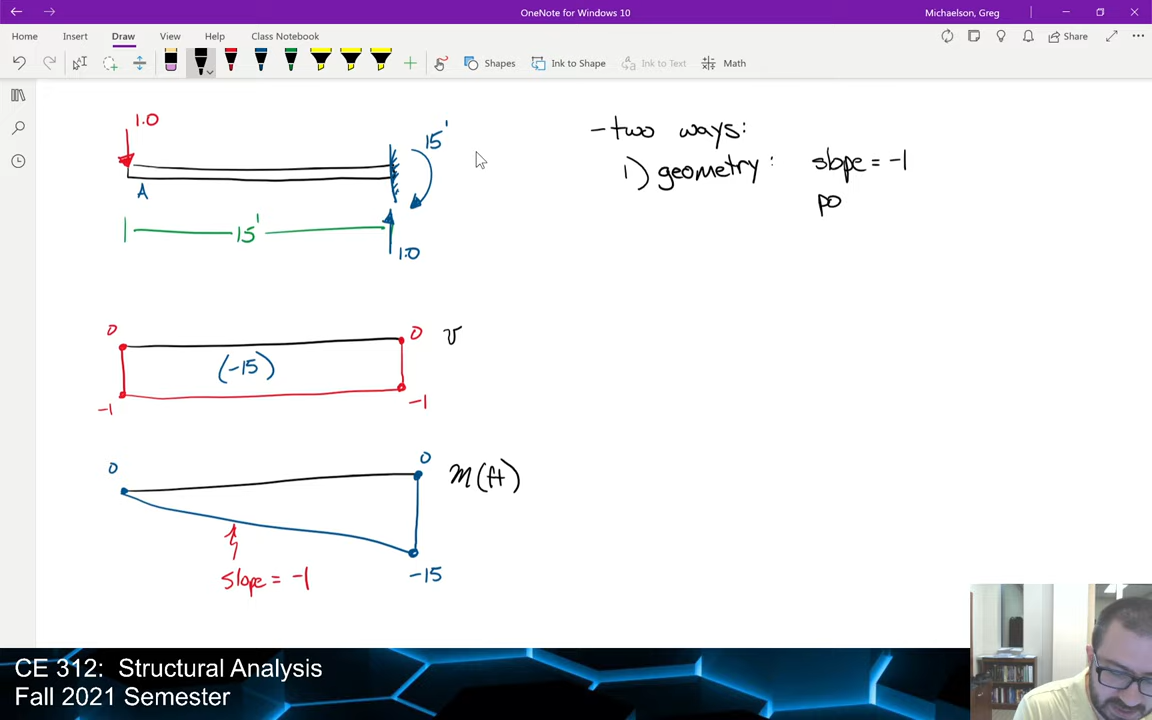 OneNote for Windows 10
Michaelson, Greg
Home Insert Draw View Help Class Notebook
Share
Shapes Ink to Shape Ink to Text Math
1.0
15'
A
15'
1.0
- two ways:
1) geometry: slope = -1
po
0 0 V
(-15)
-1 -1
0 0 M(ft)
slope = -1
-15
CE 312: Structural Analysis
Fall 2021 Semester